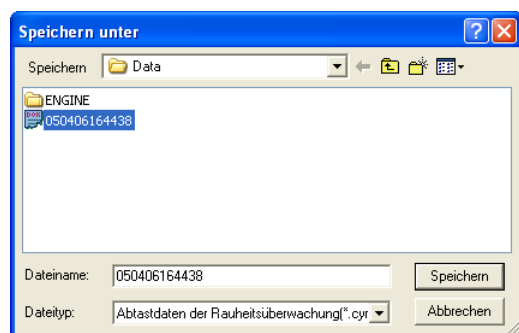 Speichern unter
Speichern Data
ENGINE
050406164438
Dateiname: 050406164438 Speichern
Dateityp: Abtastdaten der Rauheitsüberwachung(*.cyr Abbrechen